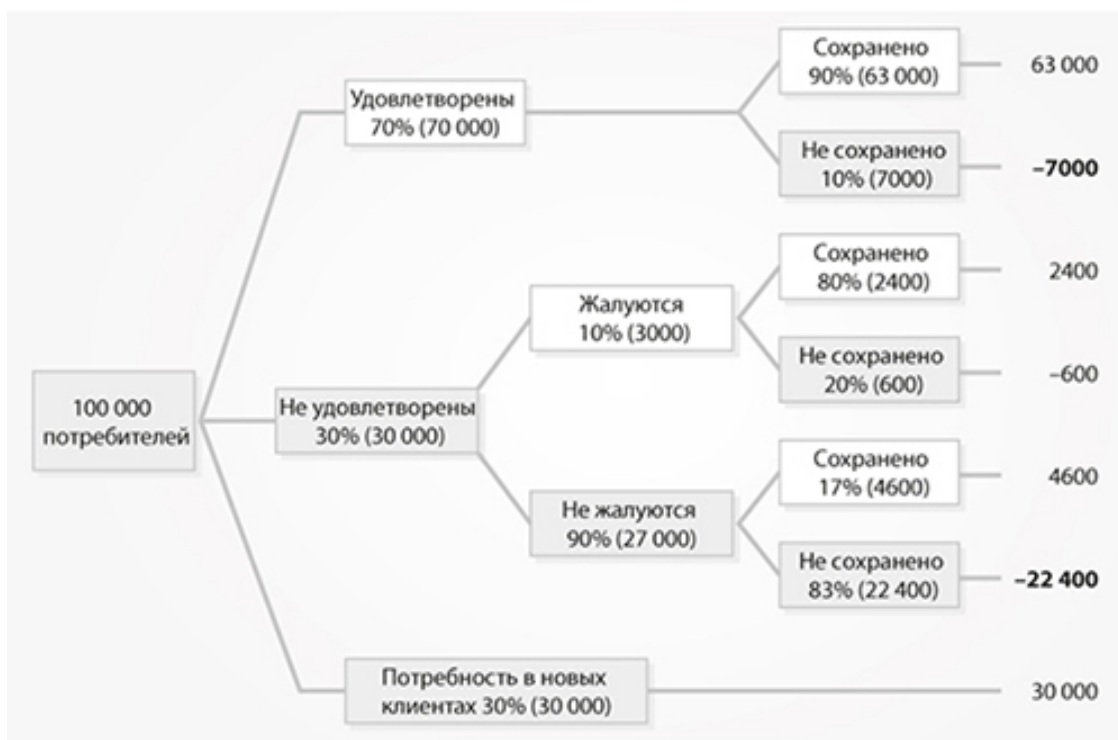 Сохранено
90% (63 000)
63 000
Удовлетворены
70% (70 000)
Не сохранено
10% (7000)
–7000
Сохранено
80% (2400)
2400
Жалуются
10% (3000)
Не сохранено
20% (600)
–600
100 000
потребителей
Не удовлетворены
30% (30 000)
Сохранено
17% (4600)
4600
Не жалуются
90% (27 000)
Не сохранено
83% (22 400)
–22 400
Потребность в новых
клиентах 30% (30 000)
30 000